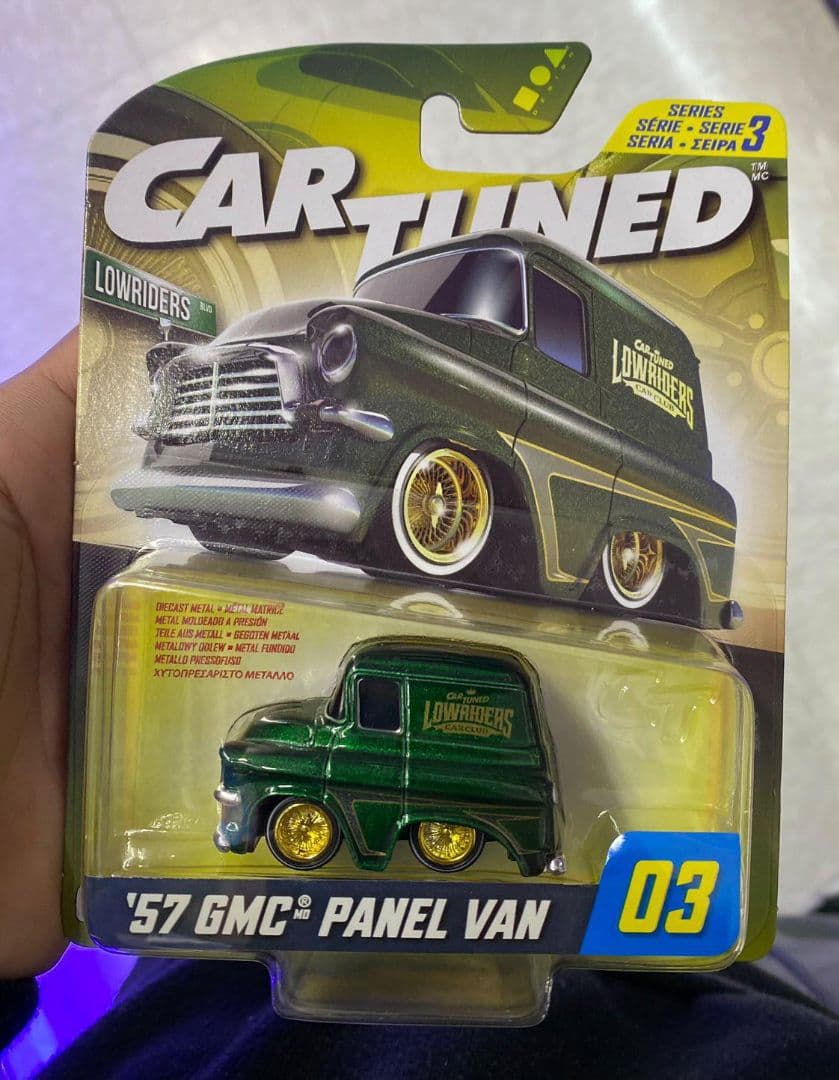 SERIES
SÉRIE • SERIE 3
SERIA • ΣΕΙΡΑ
CAR TUNED
TM
MC
LOWRIDERS BLVD
CAR TUNED
LOWRIDERS
CAR CLUB
DIECAST METAL • MÉTAL MATRICÉ
METAL MOLDEADO A PRESIÓN
TEILE AUS METALL • GEGOTEN METAAL
METALOWY ODLEW • METAL FUNDIDO
METALLO PRESSOFUSO
ΧΥΤΟΠΡΕΣΑΡΙΣΤΟ ΜΕΤΑΛΛΟ
CAR TUNED
LOWRIDERS
CAR CLUB
'57 GMC® MD PANEL VAN
03